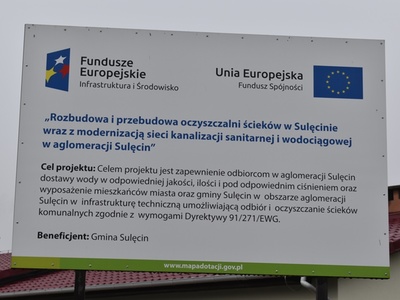 Fundusze
Europejskie
Infrastruktura i Środowisko
Unia Europejska
Fundusz Spójności
„Rozbudowa i przebudowa oczyszczalni ścieków w Sulęcinie
wraz z modernizacją sieci kanalizacji sanitarnej i wodociągowej
w aglomeracji Sulęcin”
Cel projektu: Celem projektu jest zapewnienie odbiorcom w aglomeracji Sulęcin
dostawy wody w odpowiedniej jakości, ilości i pod odpowiednim ciśnieniem oraz
wyposażenie mieszkańców miasta oraz gminy Sulęcin w obszarze aglomeracji
Sulęcin w infrastrukturę techniczną umożliwiającą odbiór i oczyszczanie ścieków
komunalnych zgodnie z wymogami Dyrektywy 91/271/EWG.
Beneficjent: Gmina Sulęcin
www.mapadotacji.gov.pl